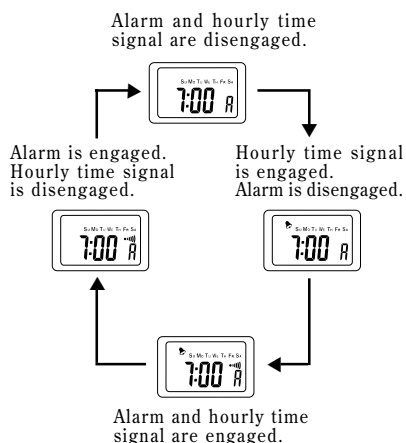 Alarm and hourly time
signal are disengaged.
Su Mo Tu We Th Fr Sa
7:00 A
Alarm is engaged.
Hourly time signal
is disengaged.
Hourly time signal
is engaged.
Alarm is disengaged.
Su Mo Tu We Th Fr Sa
7:00 A
Su Mo Tu We Th Fr Sa
7:00 A
Su Mo Tu We Th Fr Sa
7:00 A
Alarm and hourly time
signal are engaged.